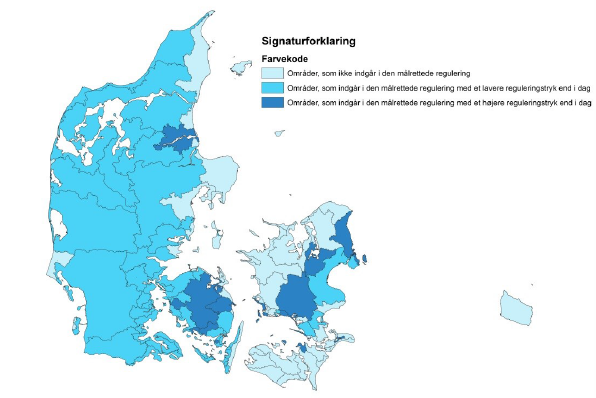 Signaturforklaring
Farvekode
Områder, som ikke indgår i den målrettede regulering
Områder, som indgår i den målrettede regulering med et lavere reguleringstryk end i dag
Områder, som indgår i den målrettede regulering med et højere reguleringstryk end i dag